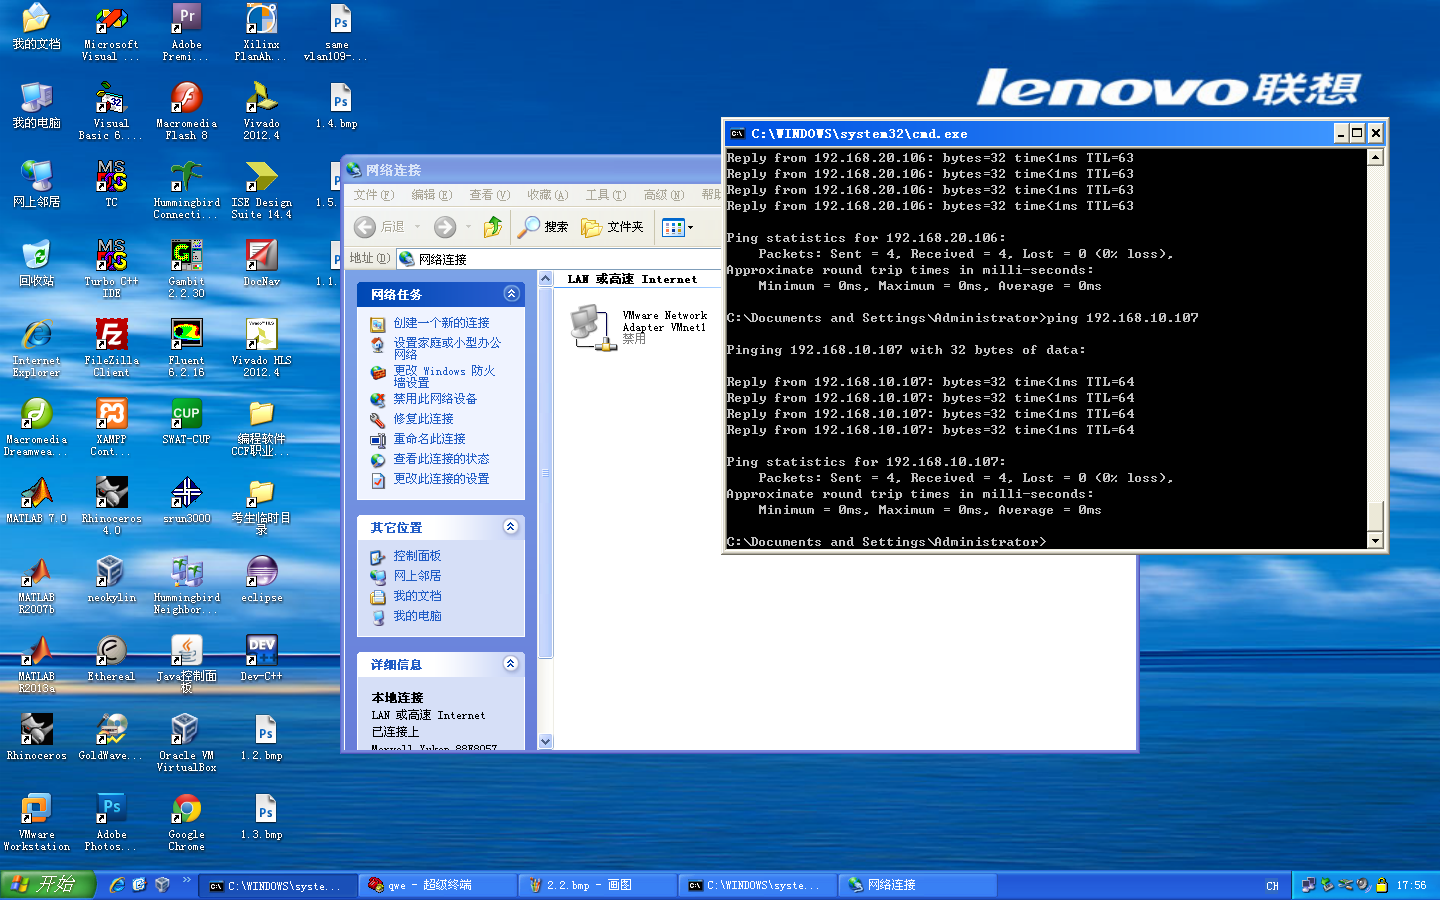 我的文档
Microsoft
Visual ...
Adobe
Premi...
Xilinx
PlanAh...
same
vlan109-...
我的电脑
Visual
Basic 6....
Macromedia
Flash 8
Vivado
2012.4
1.4.bmp
网上邻居
TC
Hummingbird
Connecti...
ISE Design
Suite 14.4
1.5.
回收站
Turbo C++
IDE
Gambit
2.2.30
DocNav
1.1.
Internet
Explorer
FileZilla
Client
Fluent
6.2.16
Vivado HLS
2012.4
Macromedia
Dreamwea...
XAMPP
Cont...
SWAT-CUP
编程软件
CCF职业...
MATLAB 7.0
Rhinoceros
4.0
srun3000
考生临时目
录
MATLAB
R2007b
neokylin
Hummingbird
Neighbor...
eclipse
MATLAB
R2013a
Ethereal
Java控制面
板
Dev-C++
Rhinoceros
GoldWave...
Oracle VM
VirtualBox
1.2.bmp
VMware
Workstation
Adobe
Photos...
Google
Chrome
1.3.bmp
lenovo联想
网络连接
文件(F) 编辑(E) 查看(V) 收藏(A) 工具(T) 高级(N) 帮助
后退 搜索 文件夹
地址(D) 网络连接
网络任务
创建一个新的连接
设置家庭或小型办公
网络
更改 Windows 防火
墙设置
禁用此网络设备
修复此连接
重命名此连接
查看此连接的状态
更改此连接的设置
其它位置
控制面板
网上邻居
我的文档
我的电脑
详细信息
本地连接
LAN 或高速 Internet
已连接上
Marvell Yukon 88E8057
LAN 或高速 Internet
VMware Network
Adapter VMnet1
禁用
C:\WINDOWS\system32\cmd.exe
Reply from 192.168.20.106: bytes=32 time<1ms TTL=63
Reply from 192.168.20.106: bytes=32 time<1ms TTL=63
Reply from 192.168.20.106: bytes=32 time<1ms TTL=63
Reply from 192.168.20.106: bytes=32 time<1ms TTL=63
Ping statistics for 192.168.20.106:
Packets: Sent = 4, Received = 4, Lost = 0 (0% loss),
Approximate round trip times in milli-seconds:
Minimum = 0ms, Maximum = 0ms, Average = 0ms
C:\Documents and Settings\Administrator>ping 192.168.10.107
Pinging 192.168.10.107 with 32 bytes of data:
Reply from 192.168.10.107: bytes=32 time<1ms TTL=64
Reply from 192.168.10.107: bytes=32 time<1ms TTL=64
Reply from 192.168.10.107: bytes=32 time<1ms TTL=64
Reply from 192.168.10.107: bytes=32 time<1ms TTL=64
Ping statistics for 192.168.10.107:
Packets: Sent = 4, Received = 4, Lost = 0 (0% loss),
Approximate round trip times in milli-seconds:
Minimum = 0ms, Maximum = 0ms, Average = 0ms
C:\Documents and Settings\Administrator>
开始 C:\WINDOWS\syste... qwe - 超级终端 2.2.bmp - 画图 C:\WINDOWS\syste... 网络连接 CH 17:56